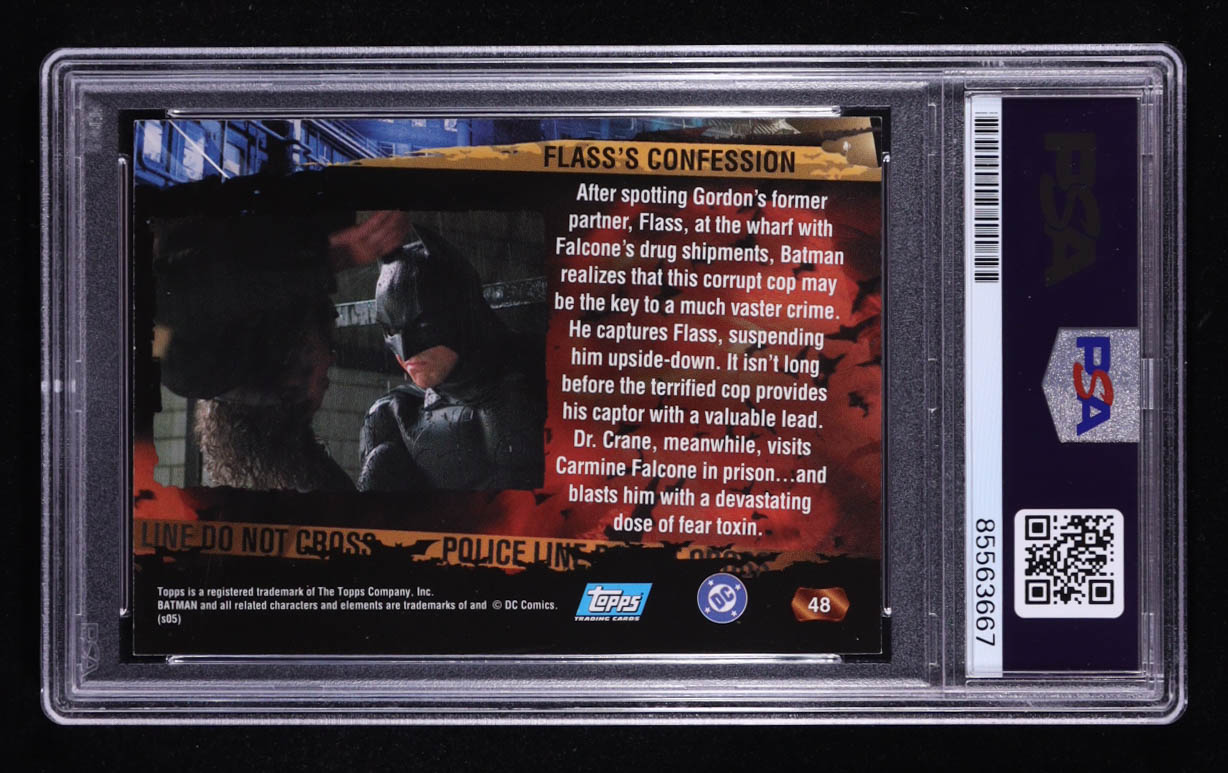 FLASS'S CONFESSION
After spotting Gordon's former
partner, Flass, at the wharf with
Falcone's drug shipments, Batman
realizes that this corrupt cop may
be the key to a much vaster crime.
He captures Flass, suspending
him upside-down. It isn't long
before the terrified cop provides
his captor with a valuable lead.
Dr. Crane, meanwhile, visits
Carmine Falcone in prison...and
blasts him with a devastating
dose of fear toxin.
LINE DO NOT CROSS POLICE LINE
Topps is a registered trademark of The Topps Company, Inc.
BATMAN and all related characters and elements are trademarks of and © DC Comics.
(s05)
Topps
TRADING CARDS
DC
48
PSA
PSA
85563667
PSA